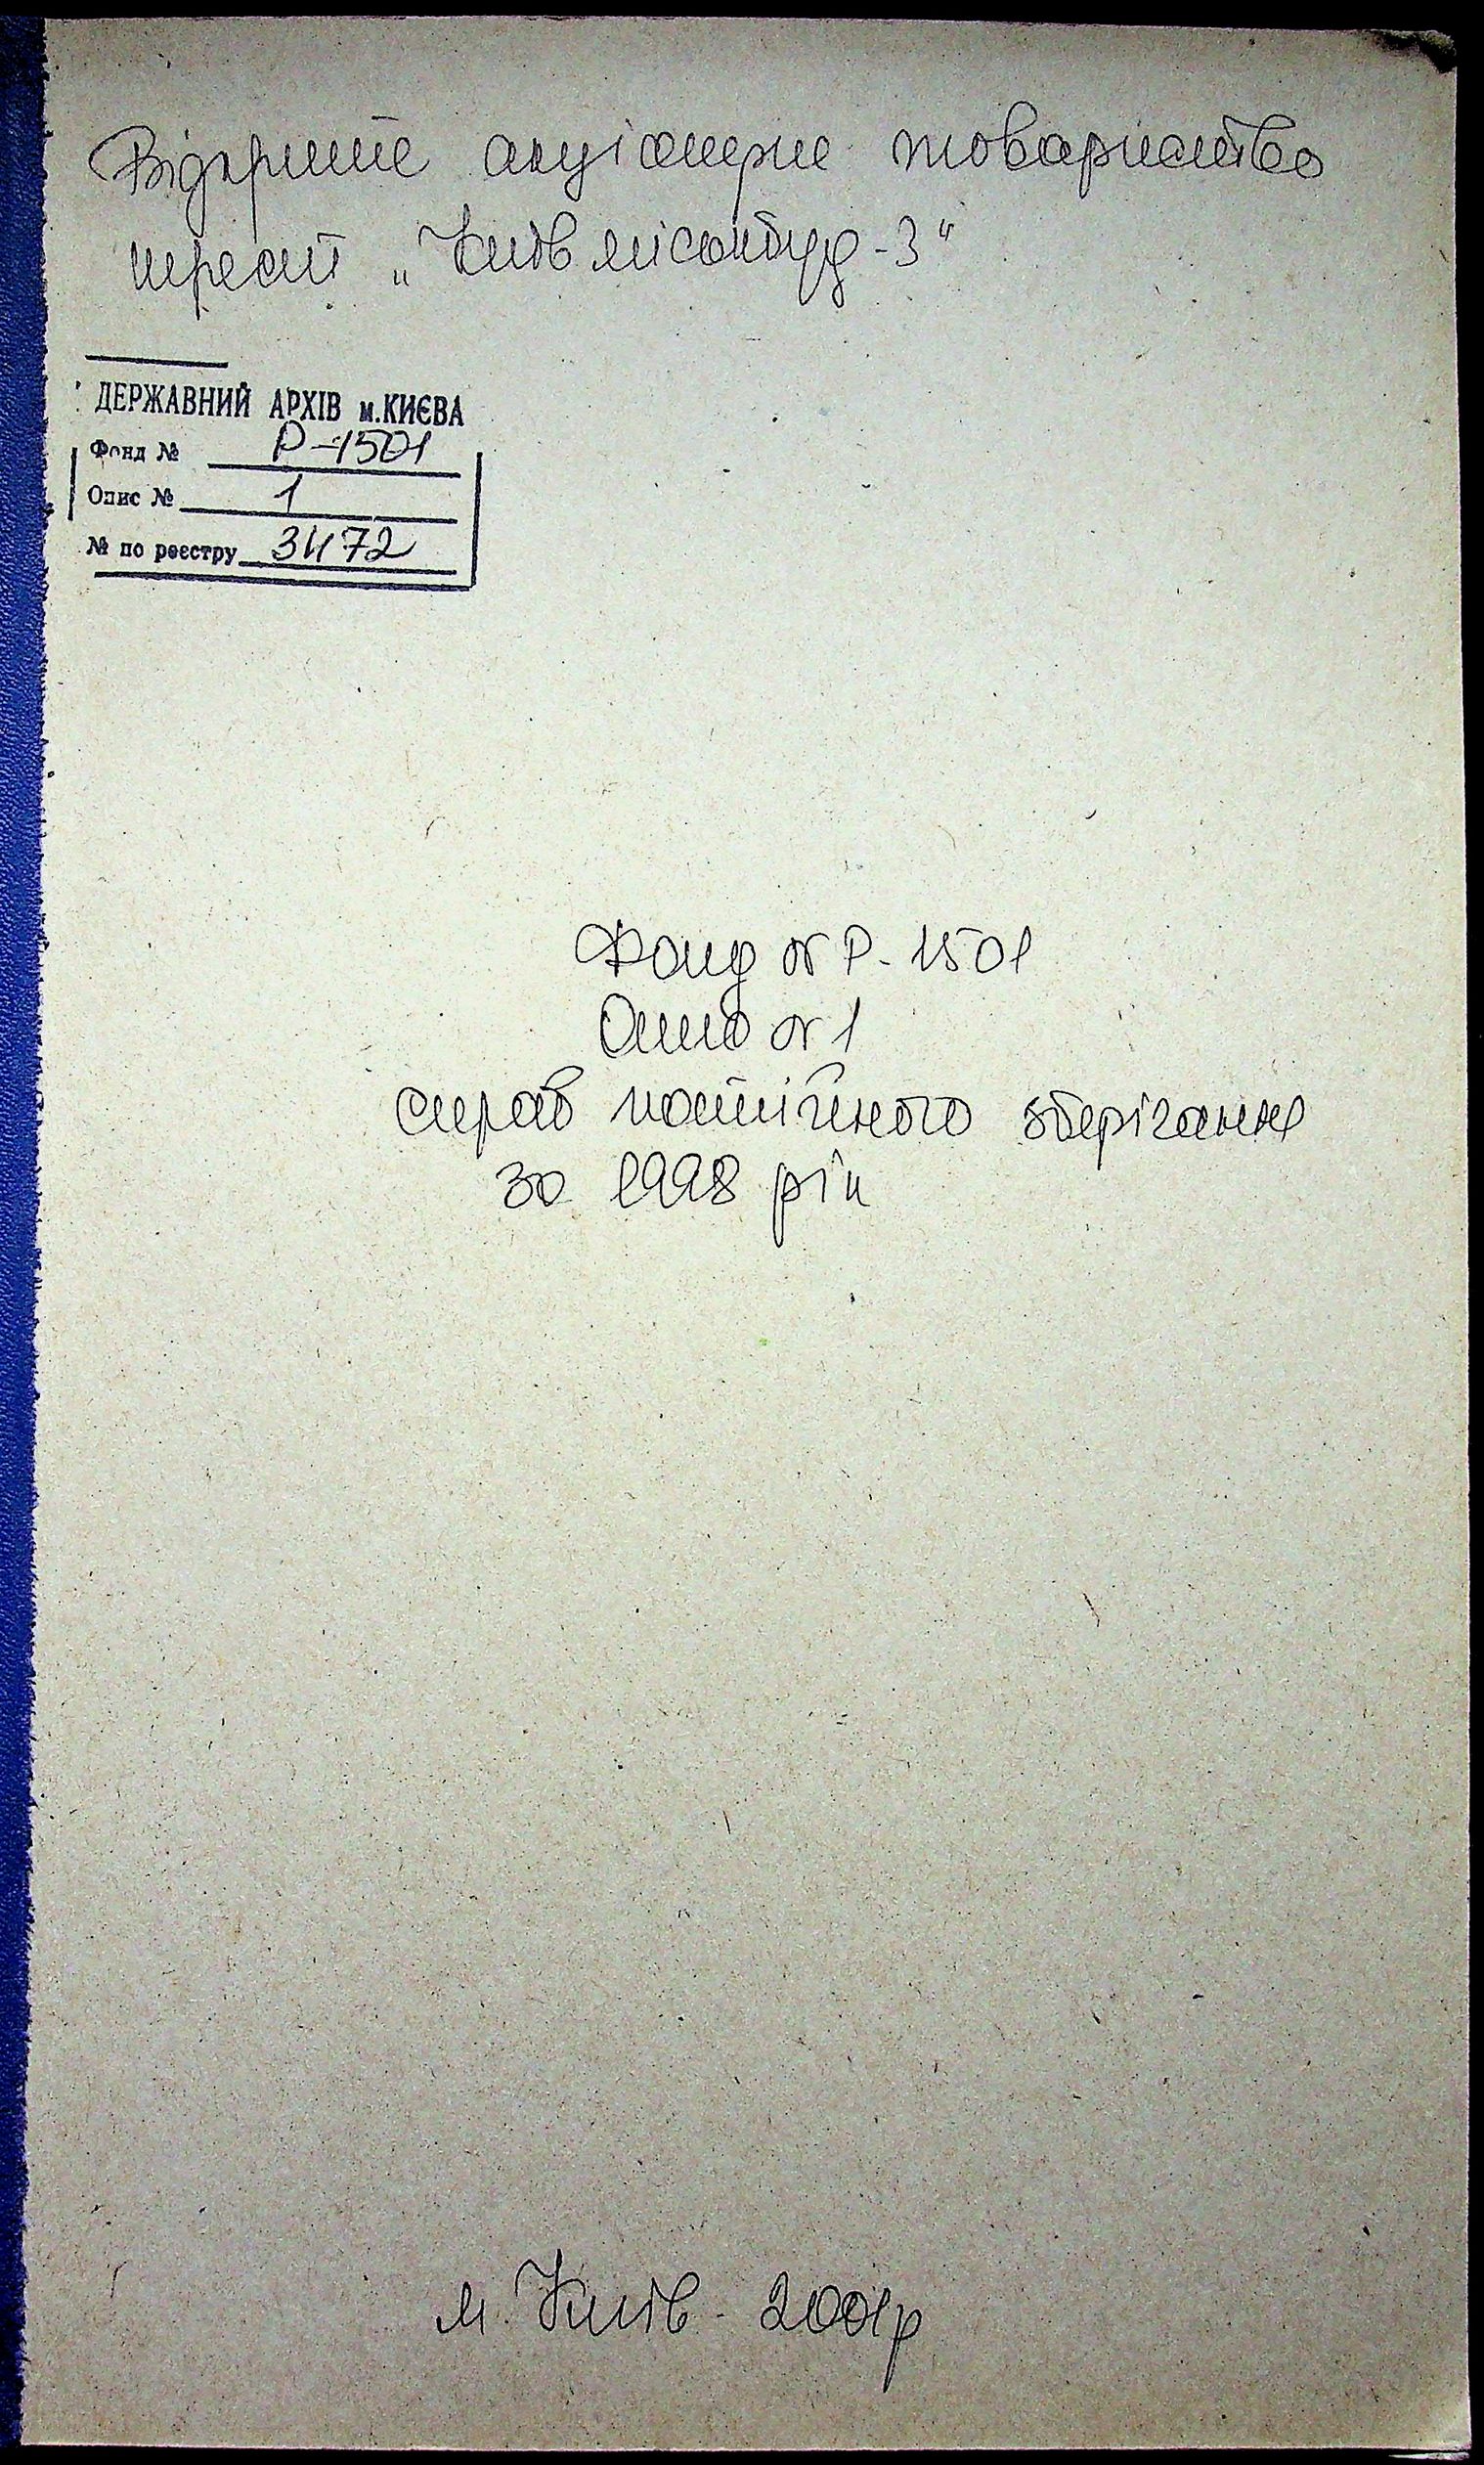 Відкрите акціонерне товариство
трест „Київміськбуд-3"
ДЕРЖАВНИЙ АРХІВ м.КИЄВА
Фонд № Р-1501
Опис № 1
№ по реєстру 3472
Фонд № Р-1501
Опис № 1
справ постійного зберігання
за 1998 рік
м. Київ - 2001р